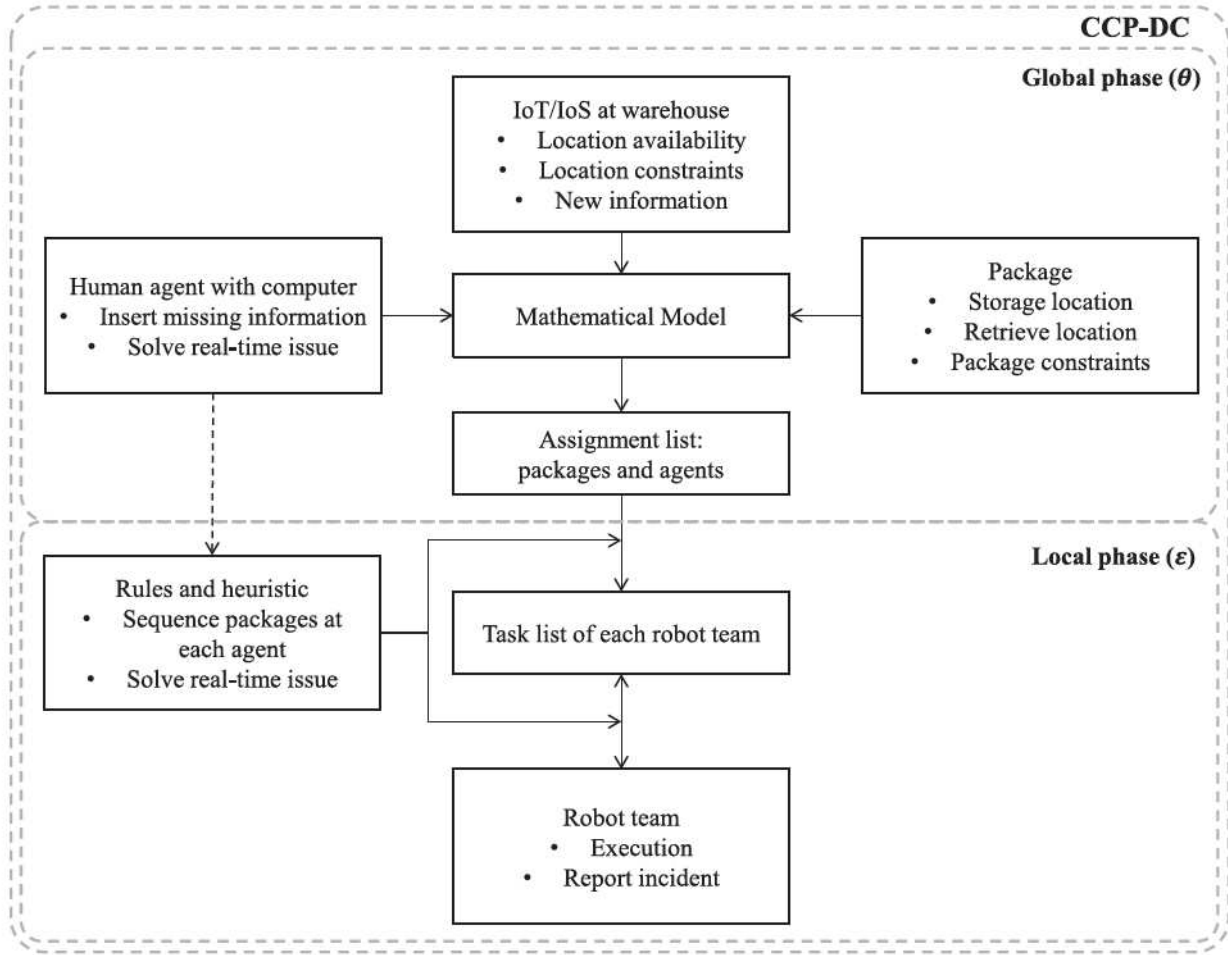 CCP-DC
Global phase (θ)
IoT/IoS at warehouse
• Location availability
• Location constraints
• New information
Human agent with computer
• Insert missing information
• Solve real-time issue
Mathematical Model
Package
• Storage location
• Retrieve location
• Package constraints
Assignment list:
packages and agents
Local phase (ε)
Rules and heuristic
• Sequence packages at
each agent
• Solve real-time issue
Task list of each robot team
Robot team
• Execution
• Report incident